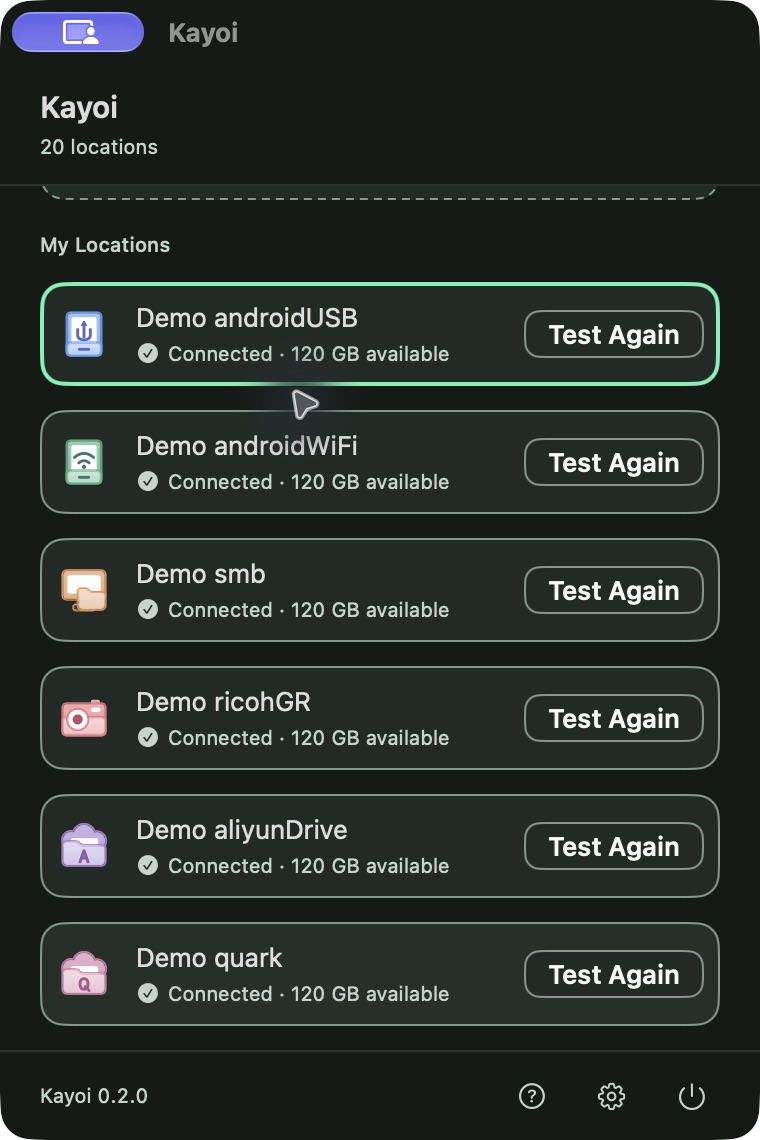 Kayoi
Kayoi
20 locations
My Locations
Demo androidUSB
Connected · 120 GB available
Test Again
Demo androidWiFi
Connected · 120 GB available
Test Again
Demo smb
Connected · 120 GB available
Test Again
Demo ricohGR
Connected · 120 GB available
Test Again
A
Demo aliyunDrive
Connected · 120 GB available
Test Again
Q
Demo quark
Connected · 120 GB available
Test Again
Kayoi 0.2.0
?